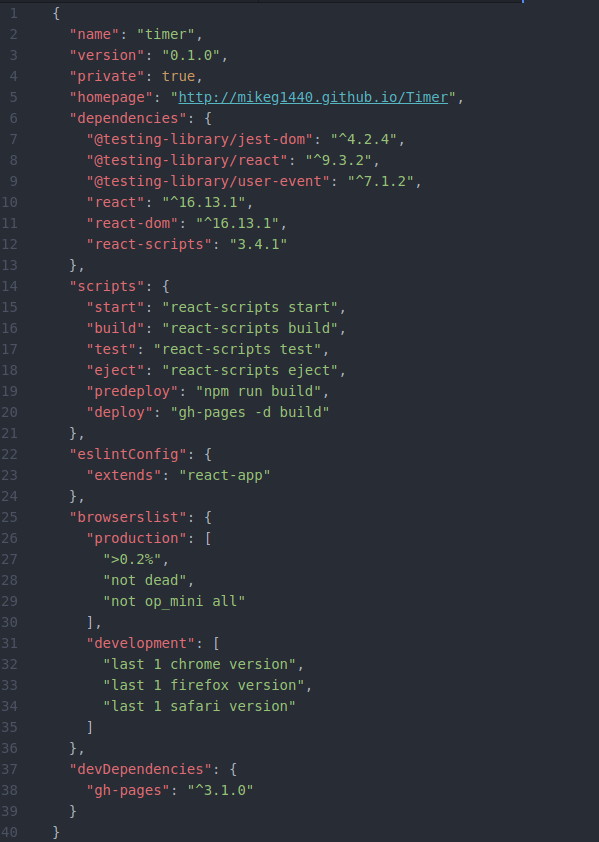 1 {
2 "name": "timer",
3 "version": "0.1.0",
4 "private": true,
5 "homepage": "http://mikeg1440.github.io/Timer",
6 "dependencies": {
7 "@testing-library/jest-dom": "^4.2.4",
8 "@testing-library/react": "^9.3.2",
9 "@testing-library/user-event": "^7.1.2",
10 "react": "^16.13.1",
11 "react-dom": "^16.13.1",
12 "react-scripts": "3.4.1"
13 },
14 "scripts": {
15 "start": "react-scripts start",
16 "build": "react-scripts build",
17 "test": "react-scripts test",
18 "eject": "react-scripts eject",
19 "predeploy": "npm run build",
20 "deploy": "gh-pages -d build"
21 },
22 "eslintConfig": {
23 "extends": "react-app"
24 },
25 "browserslist": {
26 "production": [
27 ">0.2%",
28 "not dead",
29 "not op_mini all"
30 ],
31 "development": [
32 "last 1 chrome version",
33 "last 1 firefox version",
34 "last 1 safari version"
35 ]
36 },
37 "devDependencies": {
38 "gh-pages": "^3.1.0"
39 }
40 }